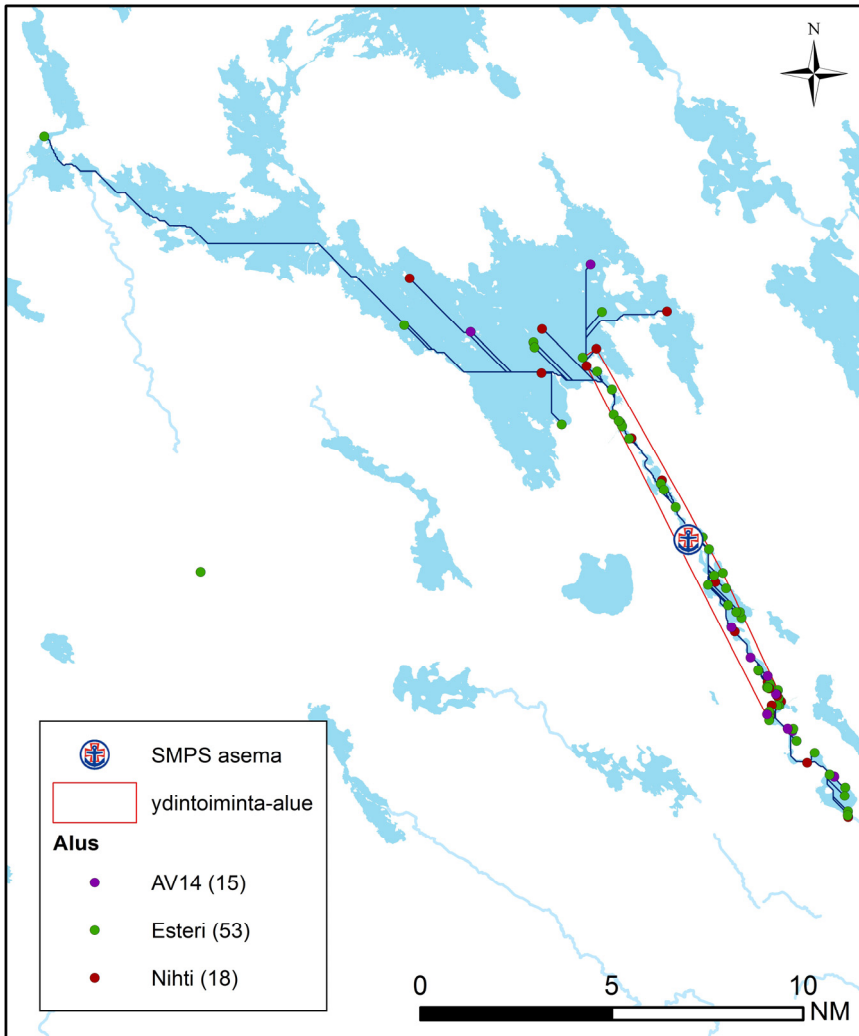 N
SMPS asema
ydintoiminta-alue
Alus
AV14 (15)
Esteri (53)
Nihti (18)
0 5 10
NM